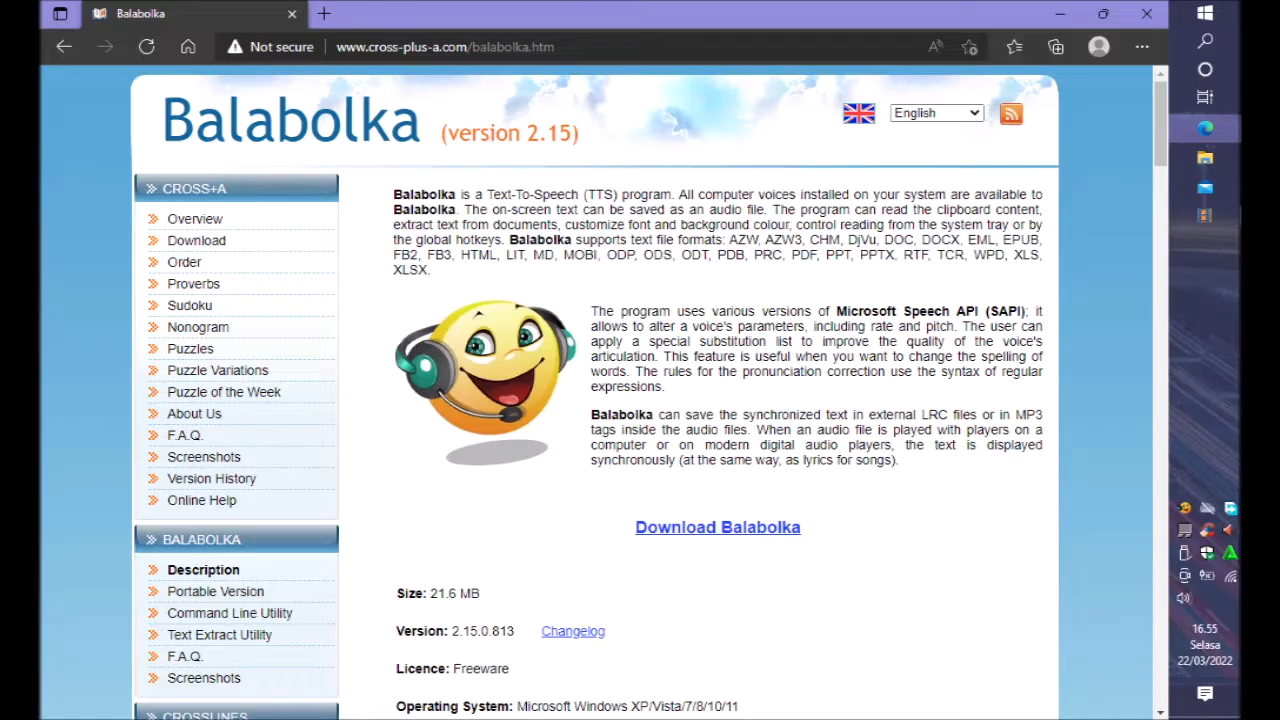 Balabolka
Not secure
www.cross-plus-a.com/balabolka.htm
Balabolka (version 2.15)
English
CROSS+A
Overview
Download
Order
Proverbs
Sudoku
Nonogram
Puzzles
Puzzle Variations
Puzzle of the Week
About Us
F.A.Q.
Screenshots
Version History
Online Help
BALABOLKA
Description
Portable Version
Command Line Utility
Text Extract Utility
F.A.Q.
Screenshots
CROSSLINES
Balabolka is a Text-To-Speech (TTS) program. All computer voices installed on your system are available to
Balabolka. The on-screen text can be saved as an audio file. The program can read the clipboard content,
extract text from documents, customize font and background colour, control reading from the system tray or by
the global hotkeys. Balabolka supports text file formats: AZW, AZW3, CHM, DjVu, DOC, DOCX, EML, EPUB,
FB2, FB3, HTML, LIT, MD, MOBI, ODP, ODS, ODT, PDB, PRC, PDF, PPT, PPTX, RTF, TCR, WPD, XLS,
XLSX.
The program uses various versions of Microsoft Speech API (SAPI); it
allows to alter a voice's parameters, including rate and pitch. The user can
apply a special substitution list to improve the quality of the voice's
articulation. This feature is useful when you want to change the spelling of
words. The rules for the pronunciation correction use the syntax of regular
expressions.
Balabolka can save the synchronized text in external LRC files or in MP3
tags inside the audio files. When an audio file is played with players on a
computer or on modern digital audio players, the text is displayed
synchronously (at the same way, as lyrics for songs).
Download Balabolka
Size: 21.6 MB
Version: 2.15.0.813 Changelog
Licence: Freeware
Operating System: Microsoft Windows XP/Vista/7/8/10/11
16.55
Selasa
22/03/2022